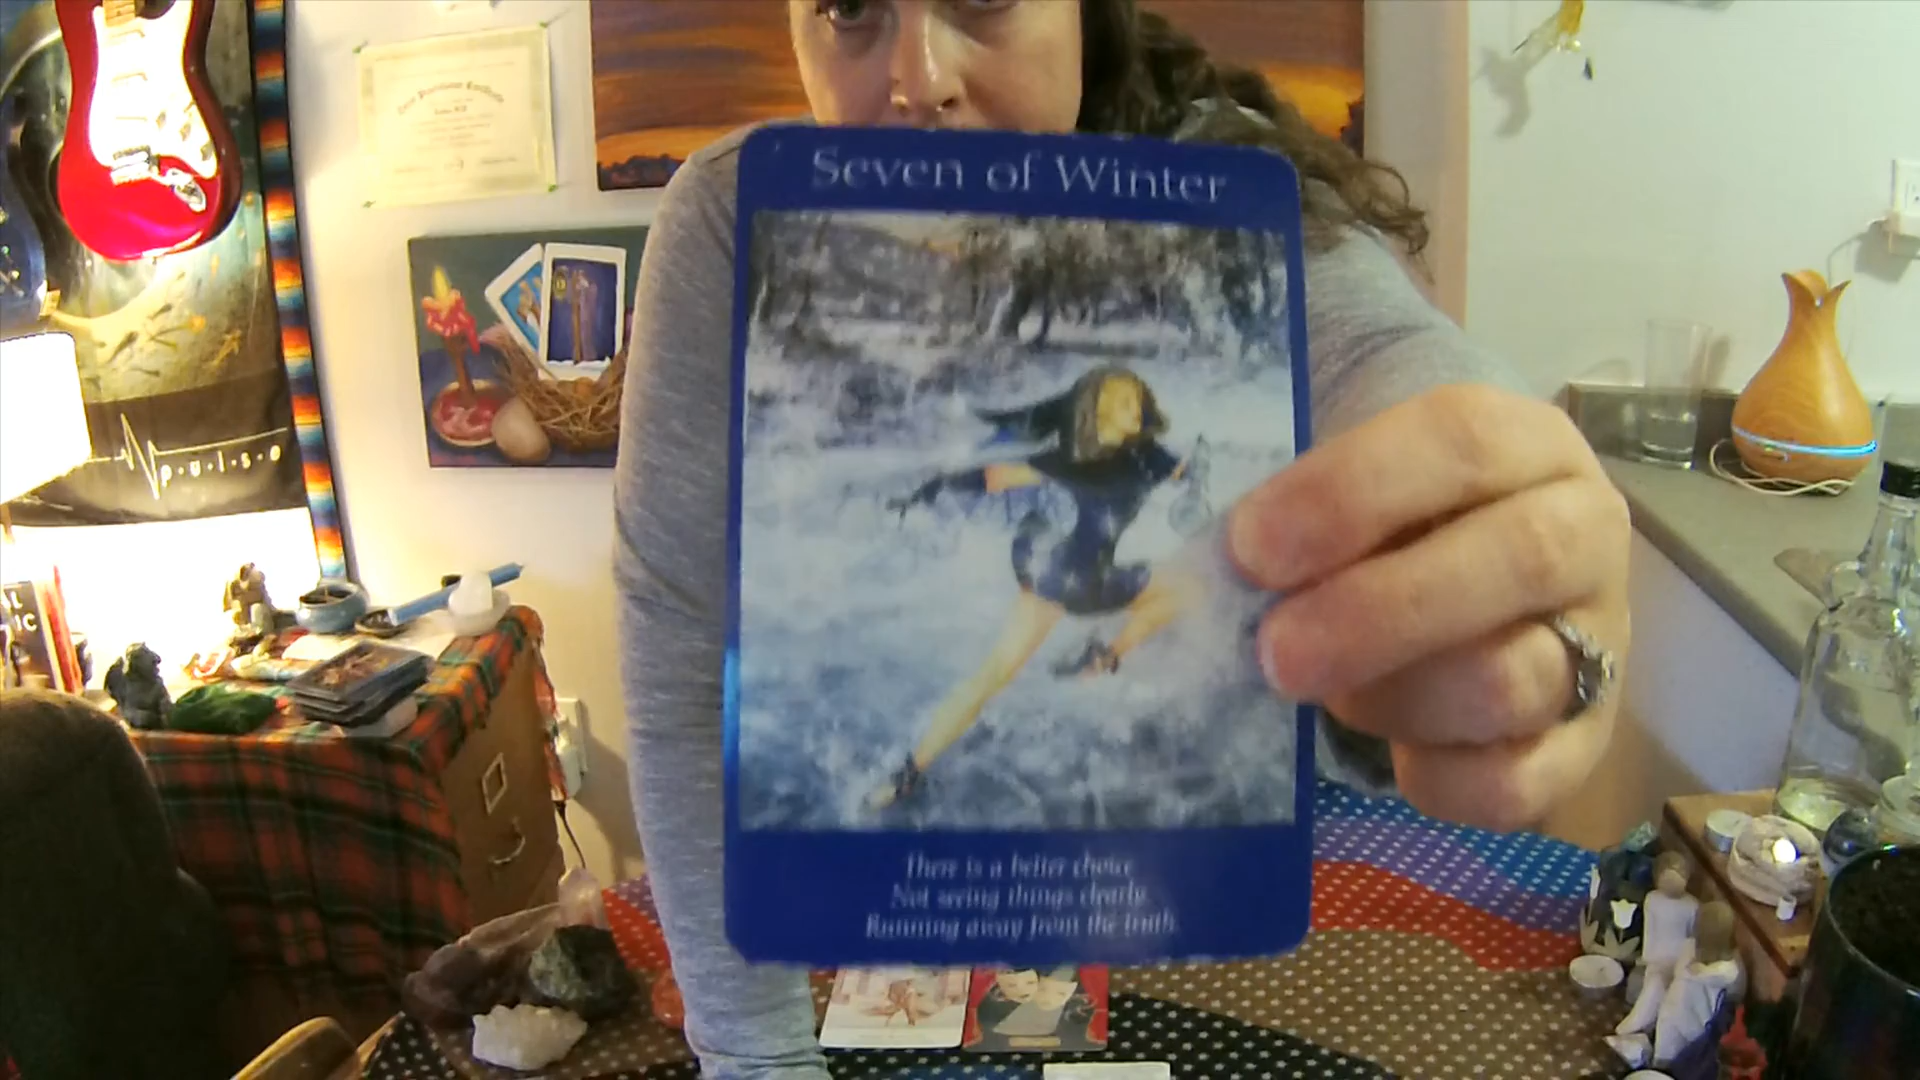 Seven of Winter
There is a better choice.
Not seeing things clearly.
Running away from the truth.
p·u·l·s·e